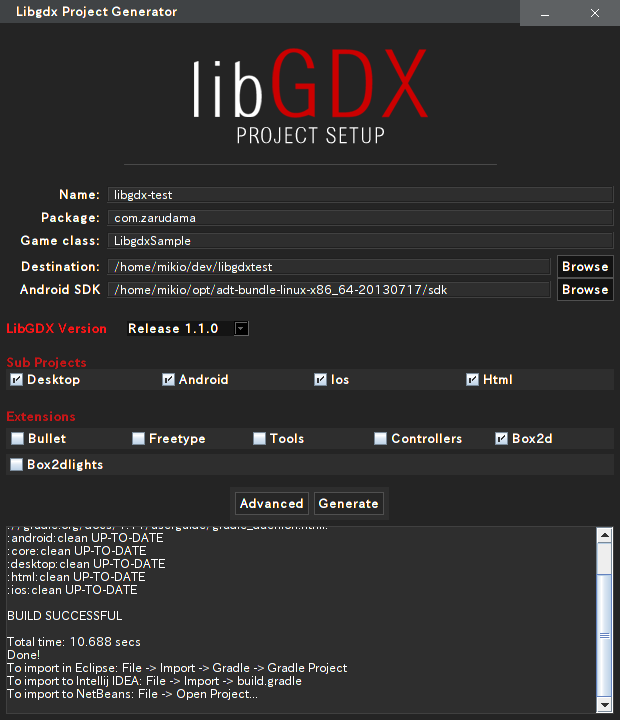 Libgdx Project Generator
libGDX
PROJECT SETUP
Name: libgdx-test
Package: com.zarudama
Game class: LibgdxSample
Destination: /home/mikio/dev/libgdxtest Browse
Android SDK /home/mikio/opt/adt-bundle-linux-x86_64-20130717/sdk Browse
LibGDX Version Release 1.1.0
Sub Projects
Desktop Android Ios Html
Extensions
Bullet Freetype Tools Controllers Box2d
Box2dlights
Advanced Generate
:android:clean UP-TO-DATE
:core:clean UP-TO-DATE
:desktop:clean UP-TO-DATE
:html:clean UP-TO-DATE
:ios:clean UP-TO-DATE
BUILD SUCCESSFUL
Total time: 10.688 secs
Done!
To import in Eclipse: File -> Import -> Gradle -> Gradle Project
To import to Intellij IDEA: File -> Import -> build.gradle
To import to NetBeans: File -> Open Project...